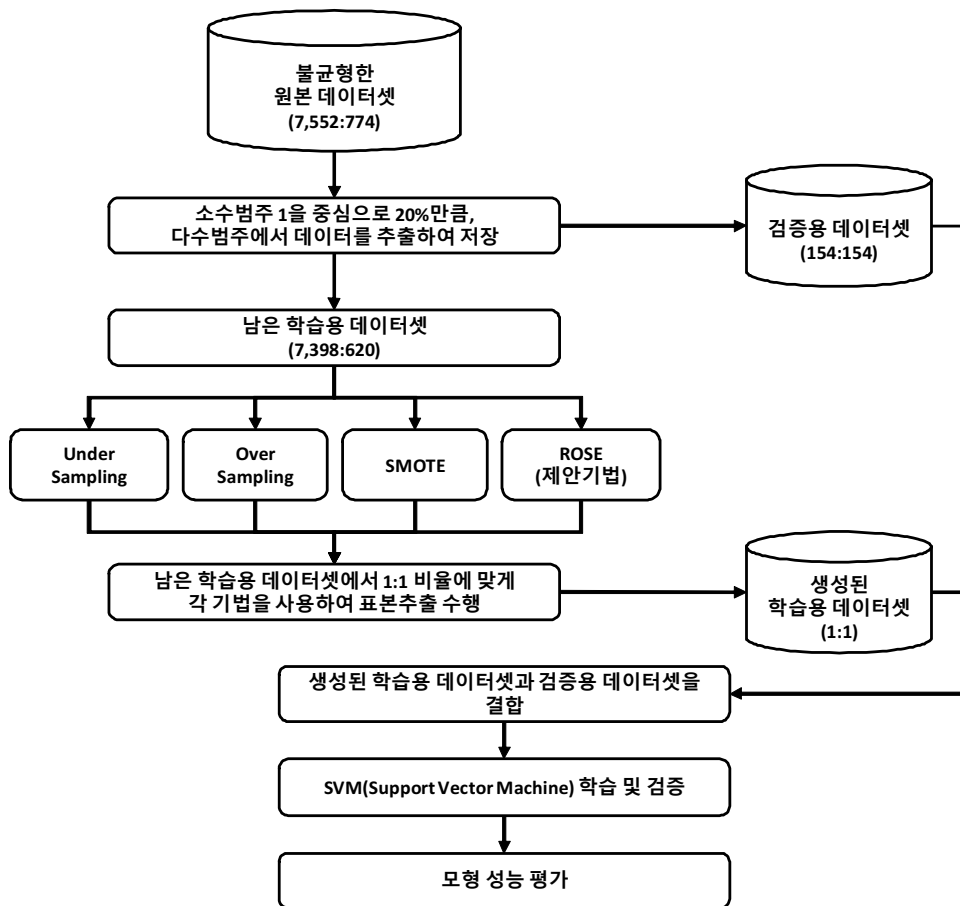 불균형한
원본 데이터셋
(7,552:774)
소수범주 1을 중심으로 20%만큼,
다수범주에서 데이터를 추출하여 저장
검증용 데이터셋
(154:154)
남은 학습용 데이터셋
(7,398:620)
Under
Sampling
Over
Sampling
SMOTE
ROSE
(제안기법)
남은 학습용 데이터셋에서 1:1 비율에 맞게
각 기법을 사용하여 표본추출 수행
생성된
학습용 데이터셋
(1:1)
생성된 학습용 데이터셋과 검증용 데이터셋을
결합
SVM(Support Vector Machine) 학습 및 검증
모형 성능 평가